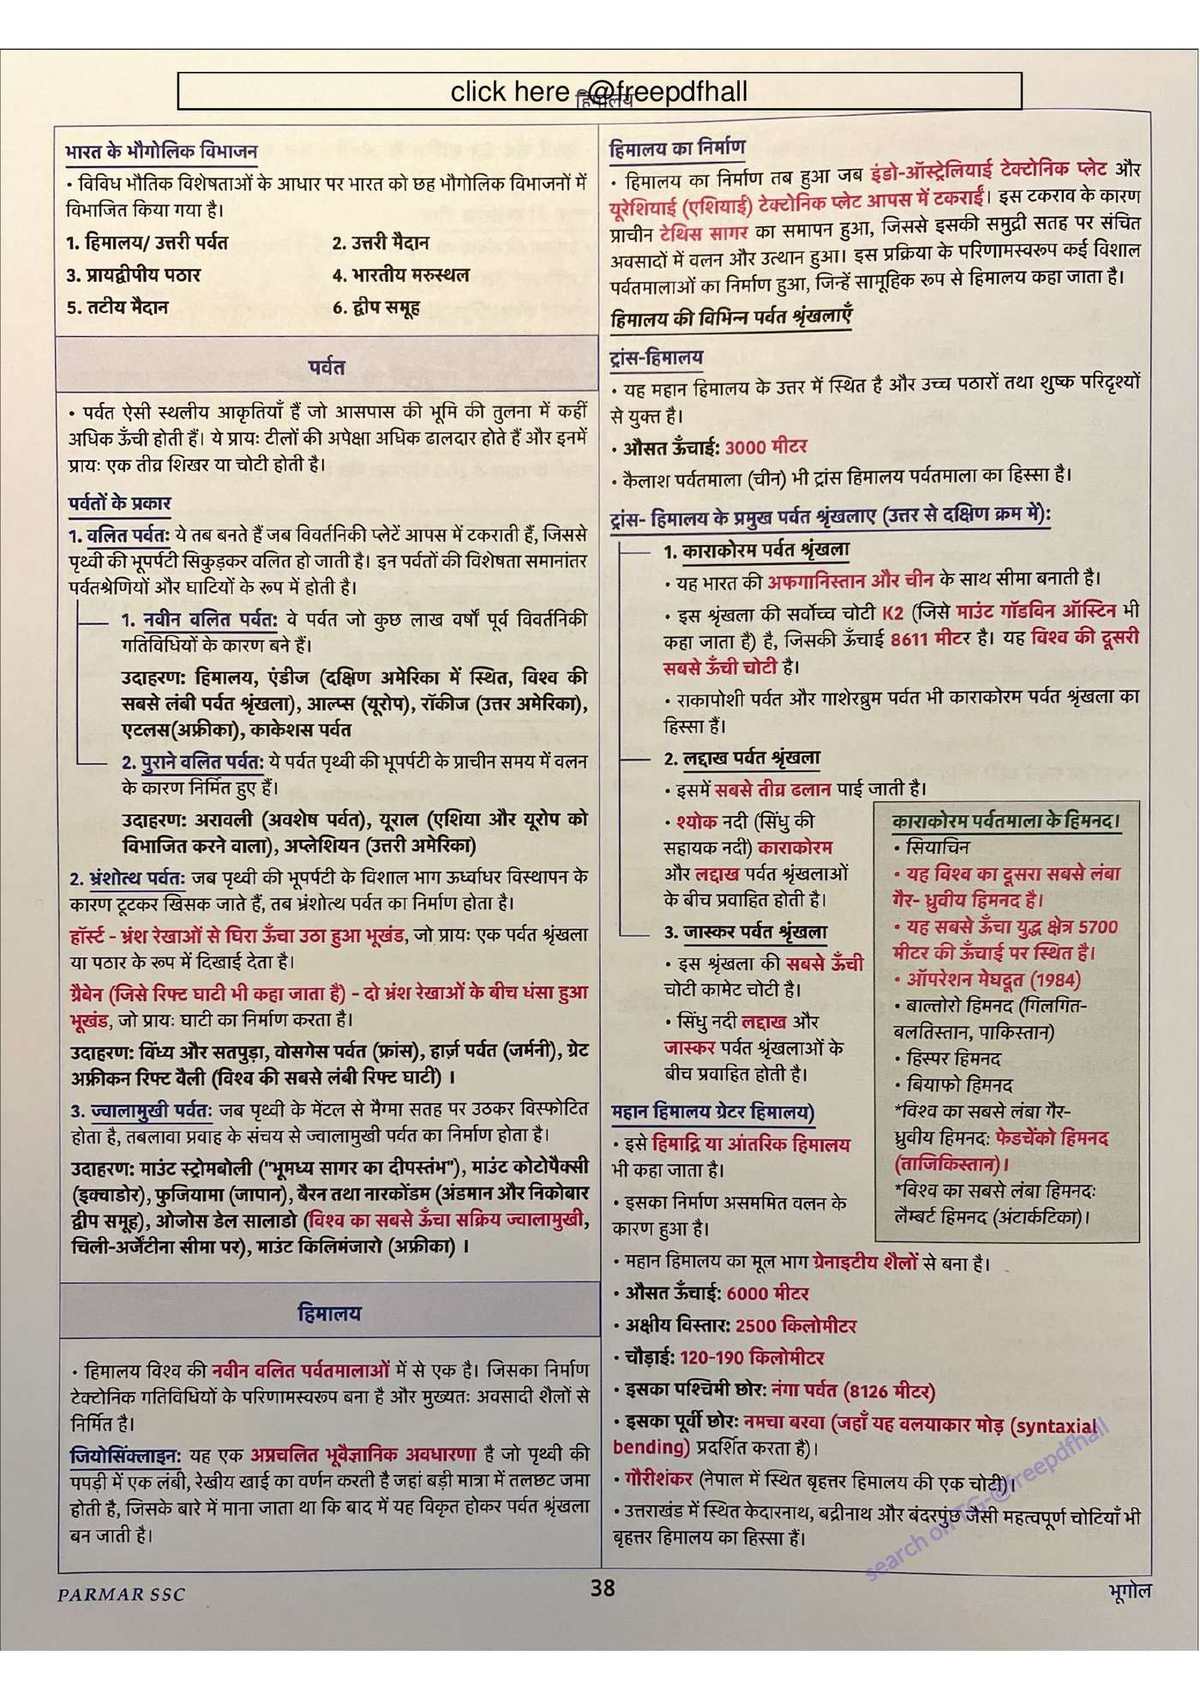 click here @freepdfhall
हिमालय
भारत के भौगोलिक विभाजन
• विविध भौतिक विशेषताओं के आधार पर भारत को छह भौगोलिक विभाजनों में
विभाजित किया गया है।
1. हिमालय/ उत्तरी पर्वत 2. उत्तरी मैदान
3. प्रायद्वीपीय पठार 4. भारतीय मरुस्थल
5. तटीय मैदान 6. द्वीप समूह
पर्वत
• पर्वत ऐसी स्थलीय आकृतियाँ हैं जो आसपास की भूमि की तुलना में कहीं
अधिक ऊँची होती हैं। ये प्रायः टीलों की अपेक्षा अधिक ढालदार होते हैं और इनमें
प्रायः एक तीव्र शिखर या चोटी होती है।
पर्वतों के प्रकार
1. वलित पर्वत: ये तब बनते हैं जब विवर्तनिकी प्लेटें आपस में टकराती हैं, जिससे
पृथ्वी की भूपर्पटी सिकुड़कर वलित हो जाती है। इन पर्वतों की विशेषता समानांतर
पर्वतश्रेणियों और घाटियों के रूप में होती है।
1. नवीन वलित पर्वत: वे पर्वत जो कुछ लाख वर्षों पूर्व विवर्तनिकी
गतिविधियों के कारण बने हैं।
उदाहरण: हिमालय, एंडीज (दक्षिण अमेरिका में स्थित, विश्व की
सबसे लंबी पर्वत श्रृंखला), आल्प्स (यूरोप), रॉकीज (उत्तर अमेरिका),
एटलस(अफ्रीका), काकेशस पर्वत
2. पुराने वलित पर्वत: ये पर्वत पृथ्वी की भूपर्पटी के प्राचीन समय में वलन
के कारण निर्मित हुए हैं।
उदाहरण: अरावली (अवशेष पर्वत), यूराल (एशिया और यूरोप को
विभाजित करने वाला), अप्लेशियन (उत्तरी अमेरिका)
2. भ्रंशोत्थ पर्वत: जब पृथ्वी की भूपर्पटी के विशाल भाग ऊर्ध्वाधर विस्थापन के
कारण टूटकर खिसक जाते हैं, तब भ्रंशोत्थ पर्वत का निर्माण होता है।
हॉर्स्ट - भ्रंश रेखाओं से घिरा ऊँचा उठा हुआ भूखंड, जो प्रायः एक पर्वत श्रृंखला
या पठार के रूप में दिखाई देता है।
ग्रैबेन (जिसे रिफ्ट घाटी भी कहा जाता है) - दो भ्रंश रेखाओं के बीच धंसा हुआ
भूखंड, जो प्रायः घाटी का निर्माण करता है।
उदाहरण: विंध्य और सतपुड़ा, वोसगेस पर्वत (फ्रांस), हार्ज़ पर्वत (जर्मनी), ग्रेट
अफ्रीकन रिफ्ट वैली (विश्व की सबसे लंबी रिफ्ट घाटी) ।
3. ज्वालामुखी पर्वत: जब पृथ्वी के मेंटल से मैग्मा सतह पर उठकर विस्फोटित
होता है, तबलावा प्रवाह के संचय से ज्वालामुखी पर्वत का निर्माण होता है।
उदाहरण: माउंट स्ट्रोमबोली ("भूमध्य सागर का दीपस्तंभ"), माउंट कोटोपैक्सी
(इक्वाडोर), फुजियामा (जापान), बैरन तथा नारकोंडम (अंडमान और निकोबार
द्वीप समूह), ओजोस डेल सालाडो (विश्व का सबसे ऊँचा सक्रिय ज्वालामुखी,
चिली-अर्जेंटीना सीमा पर), माउंट किलिमंजारो (अफ्रीका) ।
हिमालय
• हिमालय विश्व की नवीन वलित पर्वतमालाओं में से एक है। जिसका निर्माण
टेक्टोनिक गतिविधियों के परिणामस्वरूप बना है और मुख्यतः अवसादी शैलों से
निर्मित है।
जियोसिंक्लाइन: यह एक अप्रचलित भूवैज्ञानिक अवधारणा है जो पृथ्वी की
पपड़ी में एक लंबी, रेखीय खाई का वर्णन करती है जहां बड़ी मात्रा में तलछट जमा
होती है, जिसके बारे में माना जाता था कि बाद में यह विकृत होकर पर्वत श्रृंखला
बन जाती है।
हिमालय का निर्माण
• हिमालय का निर्माण तब हुआ जब इंडो-ऑस्ट्रेलियाई टेक्टोनिक प्लेट और
यूरेशियाई (एशियाई) टेक्टोनिक प्लेट आपस में टकराईं। इस टकराव के कारण
प्राचीन टेथिस सागर का समापन हुआ, जिससे इसकी समुद्री सतह पर संचित
अवसादों में वलन और उत्थान हुआ। इस प्रक्रिया के परिणामस्वरूप कई विशाल
पर्वतमालाओं का निर्माण हुआ, जिन्हें सामूहिक रूप से हिमालय कहा जाता है।
हिमालय की विभिन्न पर्वत श्रृंखलाएँ
ट्रांस-हिमालय
• यह महान हिमालय के उत्तर में स्थित है और उच्च पठारों तथा शुष्क परिदृश्यों
से युक्त है।
• औसत ऊँचाई: 3000 मीटर
• कैलाश पर्वतमाला (चीन) भी ट्रांस हिमालय पर्वतमाला का हिस्सा है।
ट्रांस- हिमालय के प्रमुख पर्वत श्रृंखलाए (उत्तर से दक्षिण क्रम में):
1. काराकोरम पर्वत श्रृंखला
• यह भारत की अफगानिस्तान और चीन के साथ सीमा बनाती है।
• इस श्रृंखला की सर्वोच्च चोटी K2 (जिसे माउंट गॉडविन ऑस्टिन भी
कहा जाता है) है, जिसकी ऊँचाई 8611 मीटर है। यह विश्व की दूसरी
सबसे ऊँची चोटी है।
• राकापोशी पर्वत और गाशेरब्रुम पर्वत भी काराकोरम पर्वत श्रृंखला का
हिस्सा हैं।
2. लद्दाख पर्वत श्रृंखला
• इसमें सबसे तीव्र ढलान पाई जाती है।
• श्योक नदी (सिंधु की
सहायक नदी) काराकोरम
और लद्दाख पर्वत श्रृंखलाओं
के बीच प्रवाहित होती है।
3. जास्कर पर्वत श्रृंखला
• इस श्रृंखला की सबसे ऊँची
चोटी कामेट चोटी है।
• सिंधु नदी लद्दाख और
जास्कर पर्वत श्रृंखलाओं के
बीच प्रवाहित होती है।
काराकोरम पर्वतमाला के हिमनद।
• सियाचिन
• यह विश्व का दूसरा सबसे लंबा
गैर- ध्रुवीय हिमनद है।
• यह सबसे ऊँचा युद्ध क्षेत्र 5700
मीटर की ऊँचाई पर स्थित है।
• ऑपरेशन मेघदूत (1984)
• बाल्तोरो हिमनद (गिलगित-
बलतिस्तान, पाकिस्तान)
• हिस्पर हिमनद
• बियाफो हिमनद
*विश्व का सबसे लंबा गैर-
ध्रुवीय हिमनद: फेडचेंको हिमनद
(ताजिकिस्तान)।
*विश्व का सबसे लंबा हिमनदः
लैम्बर्ट हिमनद (अंटार्कटिका)।
महान हिमालय ग्रेटर हिमालय)
• इसे हिमाद्रि या आंतरिक हिमालय
भी कहा जाता है।
• इसका निर्माण असममित वलन के
कारण हुआ है।
• महान हिमालय का मूल भाग ग्रेनाइटीय शैलों से बना है।
• औसत ऊँचाई: 6000 मीटर
• अक्षीय विस्तार: 2500 किलोमीटर
• चौड़ाई: 120-190 किलोमीटर
• इसका पश्चिमी छोर: नंगा पर्वत (8126 मीटर)
• इसका पूर्वी छोर: नमचा बरवा (जहाँ यह वलयाकार मोड़ (syntaxial
bending) प्रदर्शित करता है)।
• गौरीशंकर (नेपाल में स्थित बृहत्तर हिमालय की एक चोटी)।
• उत्तराखंड में स्थित केदारनाथ, बद्रीनाथ और बंदरपुंछ जैसी महत्वपूर्ण चोटियाँ भी
बृहत्तर हिमालय का हिस्सा हैं।
search on TG-@freepdfhall
PARMAR SSC 38 भूगोल